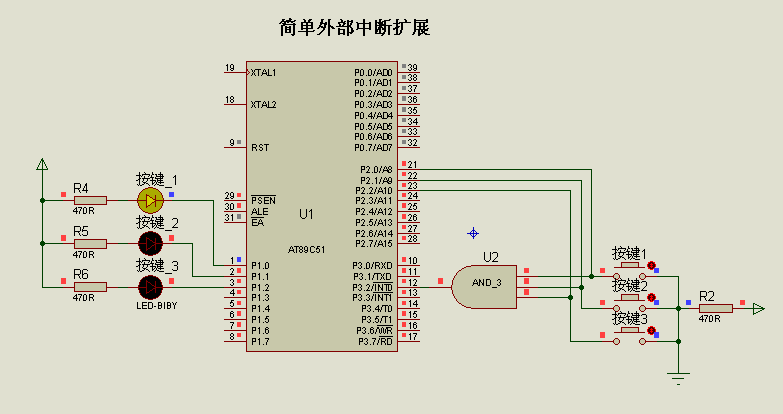 简单外部中断扩展
19 XTAL1
18 XTAL2
9 RST
29 PSEN
30 ALE
31 EA
1 P1.0
2 P1.1
3 P1.2
4 P1.3
5 P1.4
6 P1.5
7 P1.6
8 P1.7
U1
AT89C51
P0.0/AD0 39
P0.1/AD1 38
P0.2/AD2 37
P0.3/AD3 36
P0.4/AD4 35
P0.5/AD5 34
P0.6/AD6 33
P0.7/AD7 32
P2.0/A8 21
P2.1/A9 22
P2.2/A10 23
P2.3/A11 24
P2.4/A12 25
P2.5/A13 26
P2.6/A14 27
P2.7/A15 28
P3.0/RXD 10
P3.1/TXD 11
P3.2/INT0 12
P3.3/INT1 13
P3.4/T0 14
P3.5/T1 15
P3.6/WR 16
P3.7/RD 17
R4
470R
按键_1
R5
470R
按键_2
R6
470R
按键_3
LED-BIBY
U2
AND_3
按键1
按键2
按键3
R2
470R